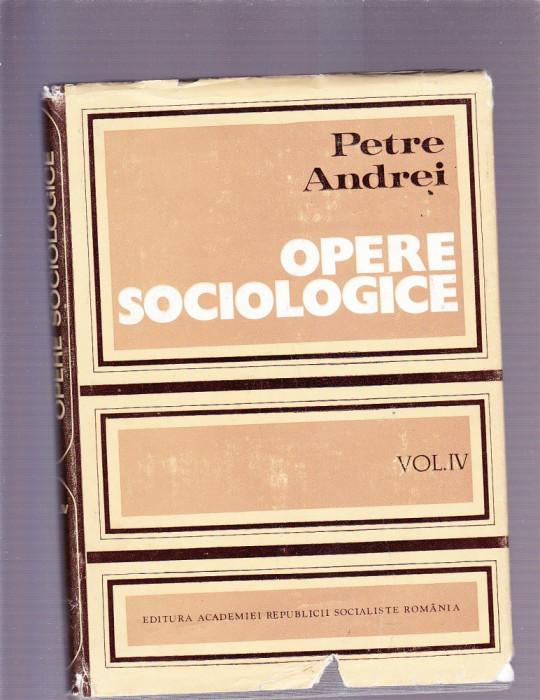 Petre
Andrei
OPERE
SOCIOLOGICE
VOL.IV
EDITURA ACADEMIEI REPUBLICII SOCIALISTE ROMÂNIA
OPERE SOCIOLOGICE